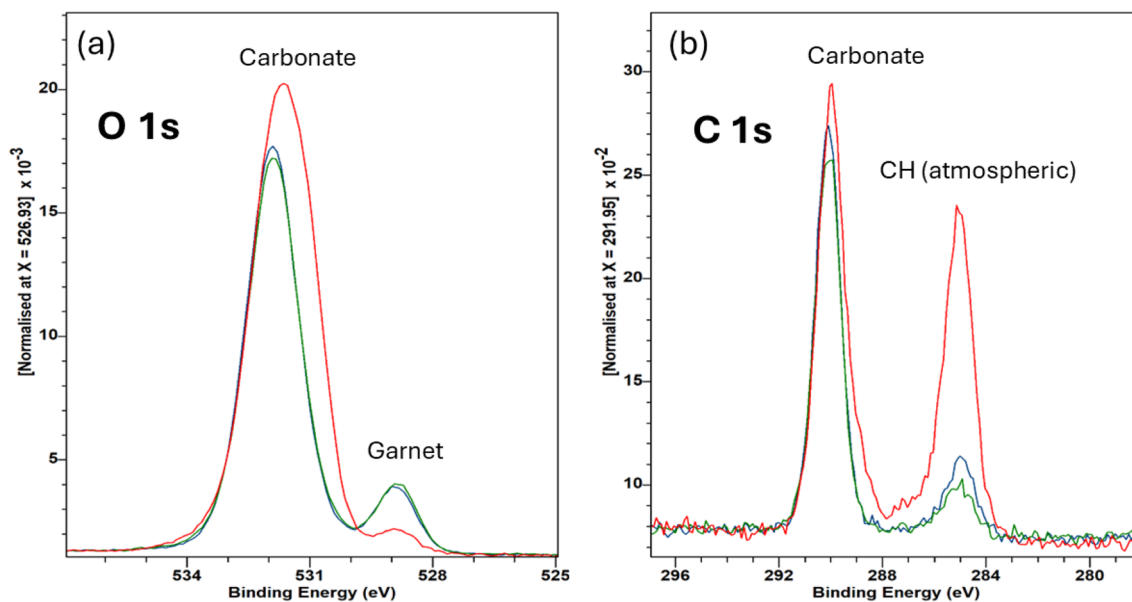 (a)
Carbonate
O 1s
Garnet
[Normalised at X = 526.93] x 10⁻³
20
15
10
5
534
531
528
525
Binding Energy (eV)
(b)
Carbonate
C 1s
CH (atmospheric)
[Normalised at X = 291.95] x 10⁻²
30
25
20
15
10
296
292
288
284
280
Binding Energy (eV)